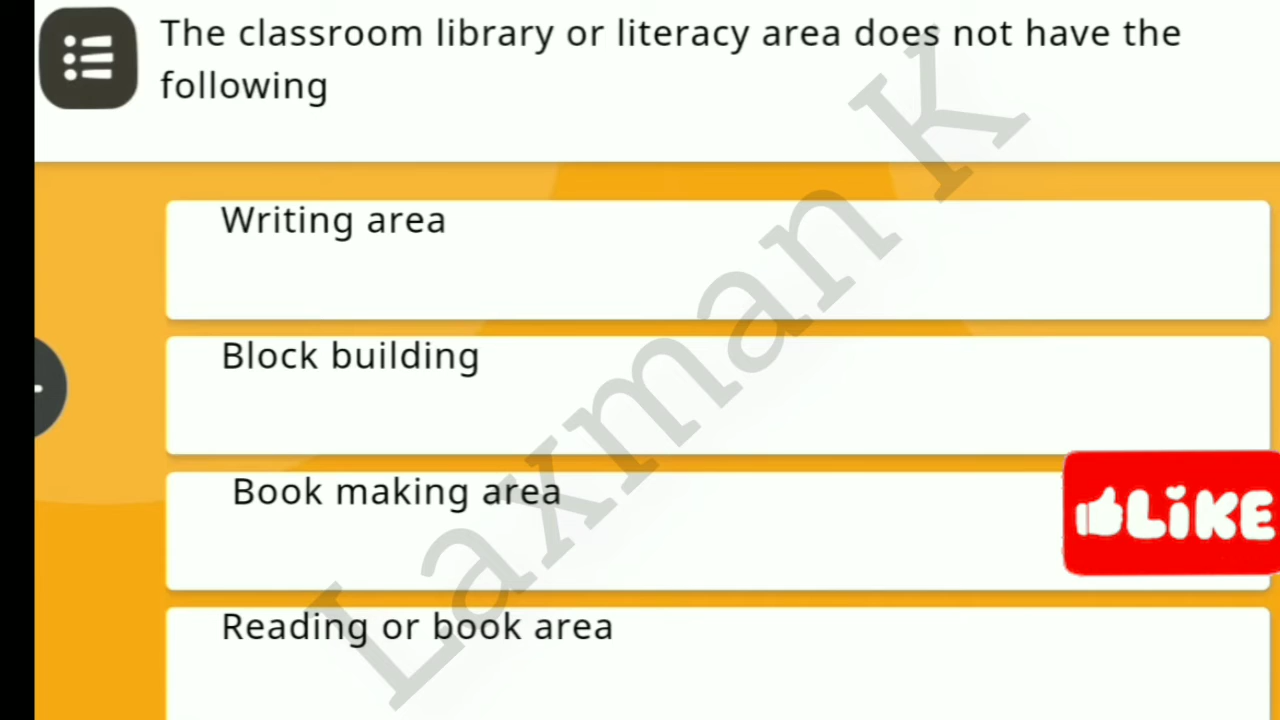 The classroom library or literacy area does not have the
following
Writing area
Block building
Book making area
LiKE
Reading or book area
Laxman K